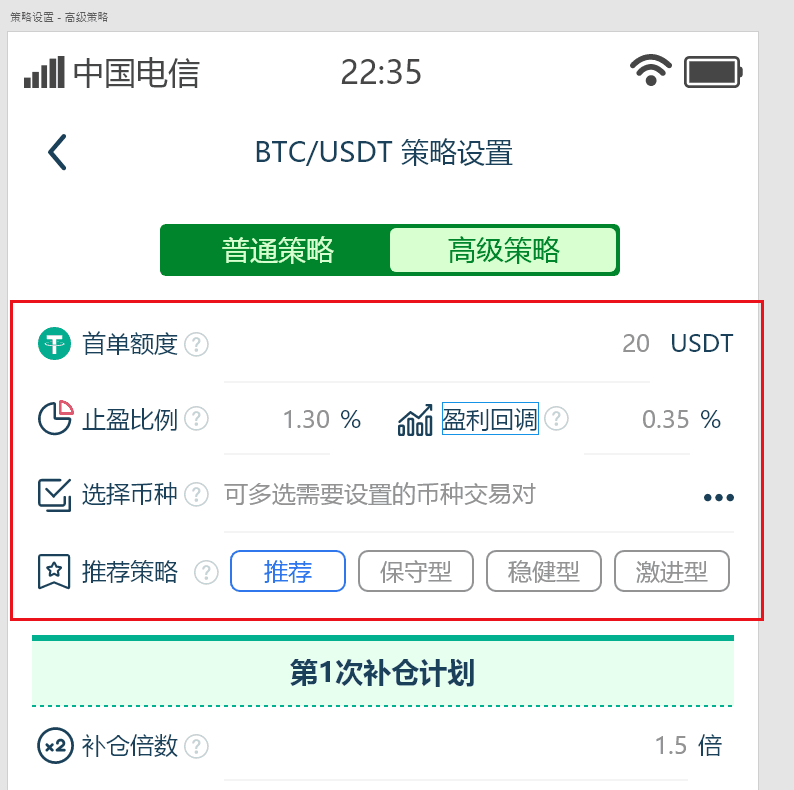 策略设置 - 高级策略
中国电信 22:35
BTC/USDT 策略设置
普通策略 高级策略
首单额度 ? 20 USDT
止盈比例 ? 1.30 % 盈利回调 ? 0.35 %
选择币种 ? 可多选需要设置的币种交易对 •••
推荐策略 ? 推荐 保守型 稳健型 激进型
第1次补仓计划
×2 补仓倍数 ? 1.5 倍